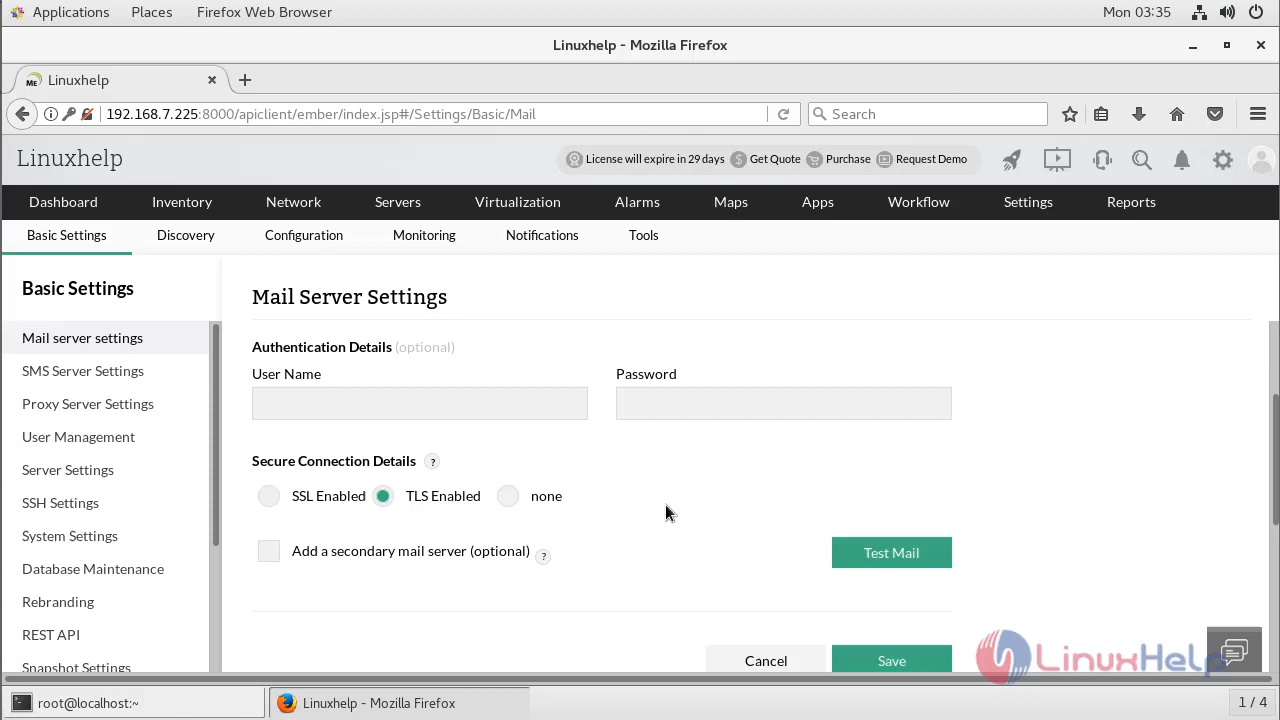 Applications Places Firefox Web Browser Mon 03:35
Linuxhelp - Mozilla Firefox
ME Linuxhelp
192.168.7.225:8000/apiclient/ember/index.jsp#/Settings/Basic/Mail Search
Linuxhelp License will expire in 29 days $ Get Quote Purchase Request Demo
Dashboard Inventory Network Servers Virtualization Alarms Maps Apps Workflow Settings Reports
Basic Settings Discovery Configuration Monitoring Notifications Tools
Basic Settings
Mail server settings
SMS Server Settings
Proxy Server Settings
User Management
Server Settings
SSH Settings
System Settings
Database Maintenance
Rebranding
REST API
Snapshot Settings
Mail Server Settings
Authentication Details (optional)
User Name Password
Secure Connection Details ?
SSL Enabled TLS Enabled none
Add a secondary mail server (optional) ? Test Mail
Cancel Save
LinuxHelp
root@localhost:~ Linuxhelp - Mozilla Firefox 1 / 4